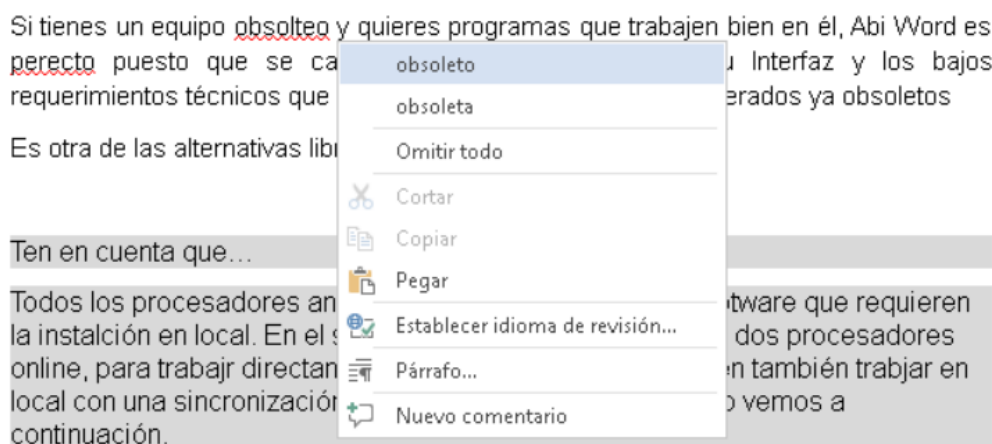 Si tienes un equipo obsolteo y quieres programas que trabajen bien en él, Abi Word es
perecto puesto que se ca
Interfaz y los bajos
requerimientos técnicos que
erados ya obsoletos
Es otra de las alternativas
obsoleto
obsoleta
Omitir todo
Cortar
Copiar
Pegar
Establecer idioma de revisión...
Párrafo...
Nuevo comentario
Ten en cuenta que...
Todos los procesadores an
tware que requieren
la instalción en local. En el
dos procesadores
online, para trabajr directan
en también trabjar en
local con una sincronización
vemos a
continuación.